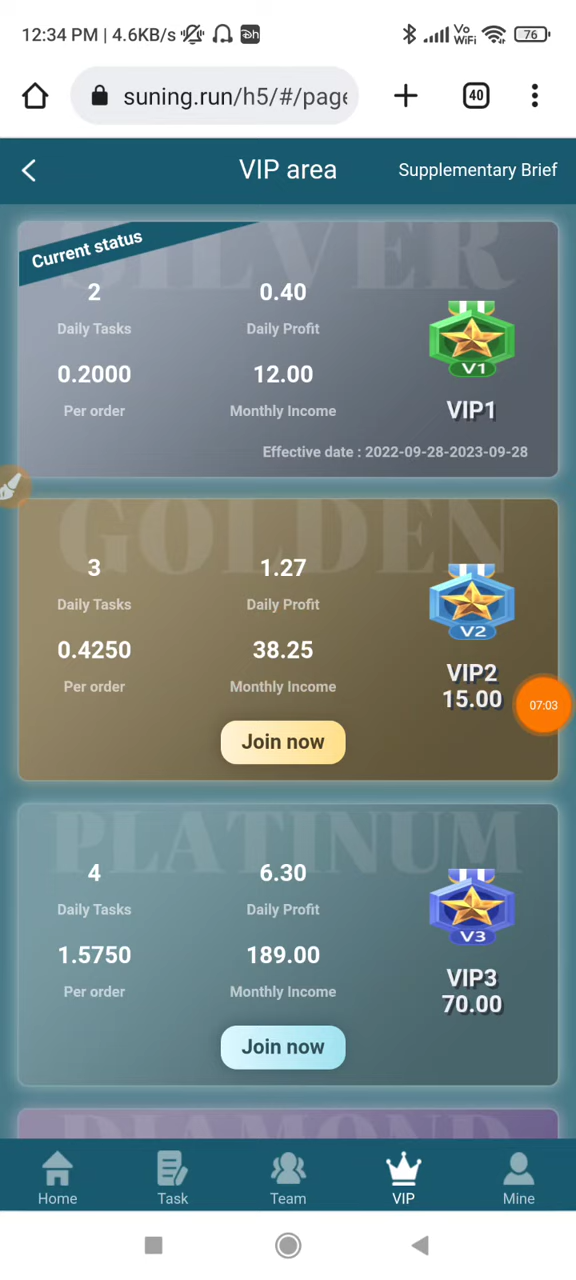 12:34 PM | 4.6KB/s
Vo WiFi 76
suning.run/h5/#/page
40
VIP area
Supplementary Brief
SILVER
Current status
2 0.40
Daily Tasks Daily Profit
V1
0.2000 12.00
Per order Monthly Income
VIP1
Effective date : 2022-09-28-2023-09-28
GOLDEN
3 1.27
Daily Tasks Daily Profit
V2
0.4250 38.25
Per order Monthly Income
VIP2
15.00
07:03
Join now
PLATINUM
4 6.30
Daily Tasks Daily Profit
V3
1.5750 189.00
Per order Monthly Income
VIP3
70.00
Join now
DIAMOND
Home Task Team VIP Mine